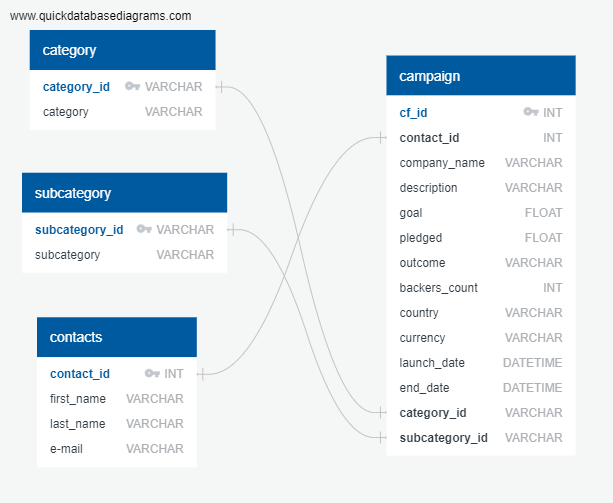 www.quickdatabasediagrams.com
category
category_id VARCHAR
category VARCHAR
subcategory
subcategory_id VARCHAR
subcategory VARCHAR
contacts
contact_id INT
first_name VARCHAR
last_name VARCHAR
e-mail VARCHAR
campaign
cf_id INT
contact_id INT
company_name VARCHAR
description VARCHAR
goal FLOAT
pledged FLOAT
outcome VARCHAR
backers_count INT
country VARCHAR
currency VARCHAR
launch_date DATETIME
end_date DATETIME
category_id VARCHAR
subcategory_id VARCHAR